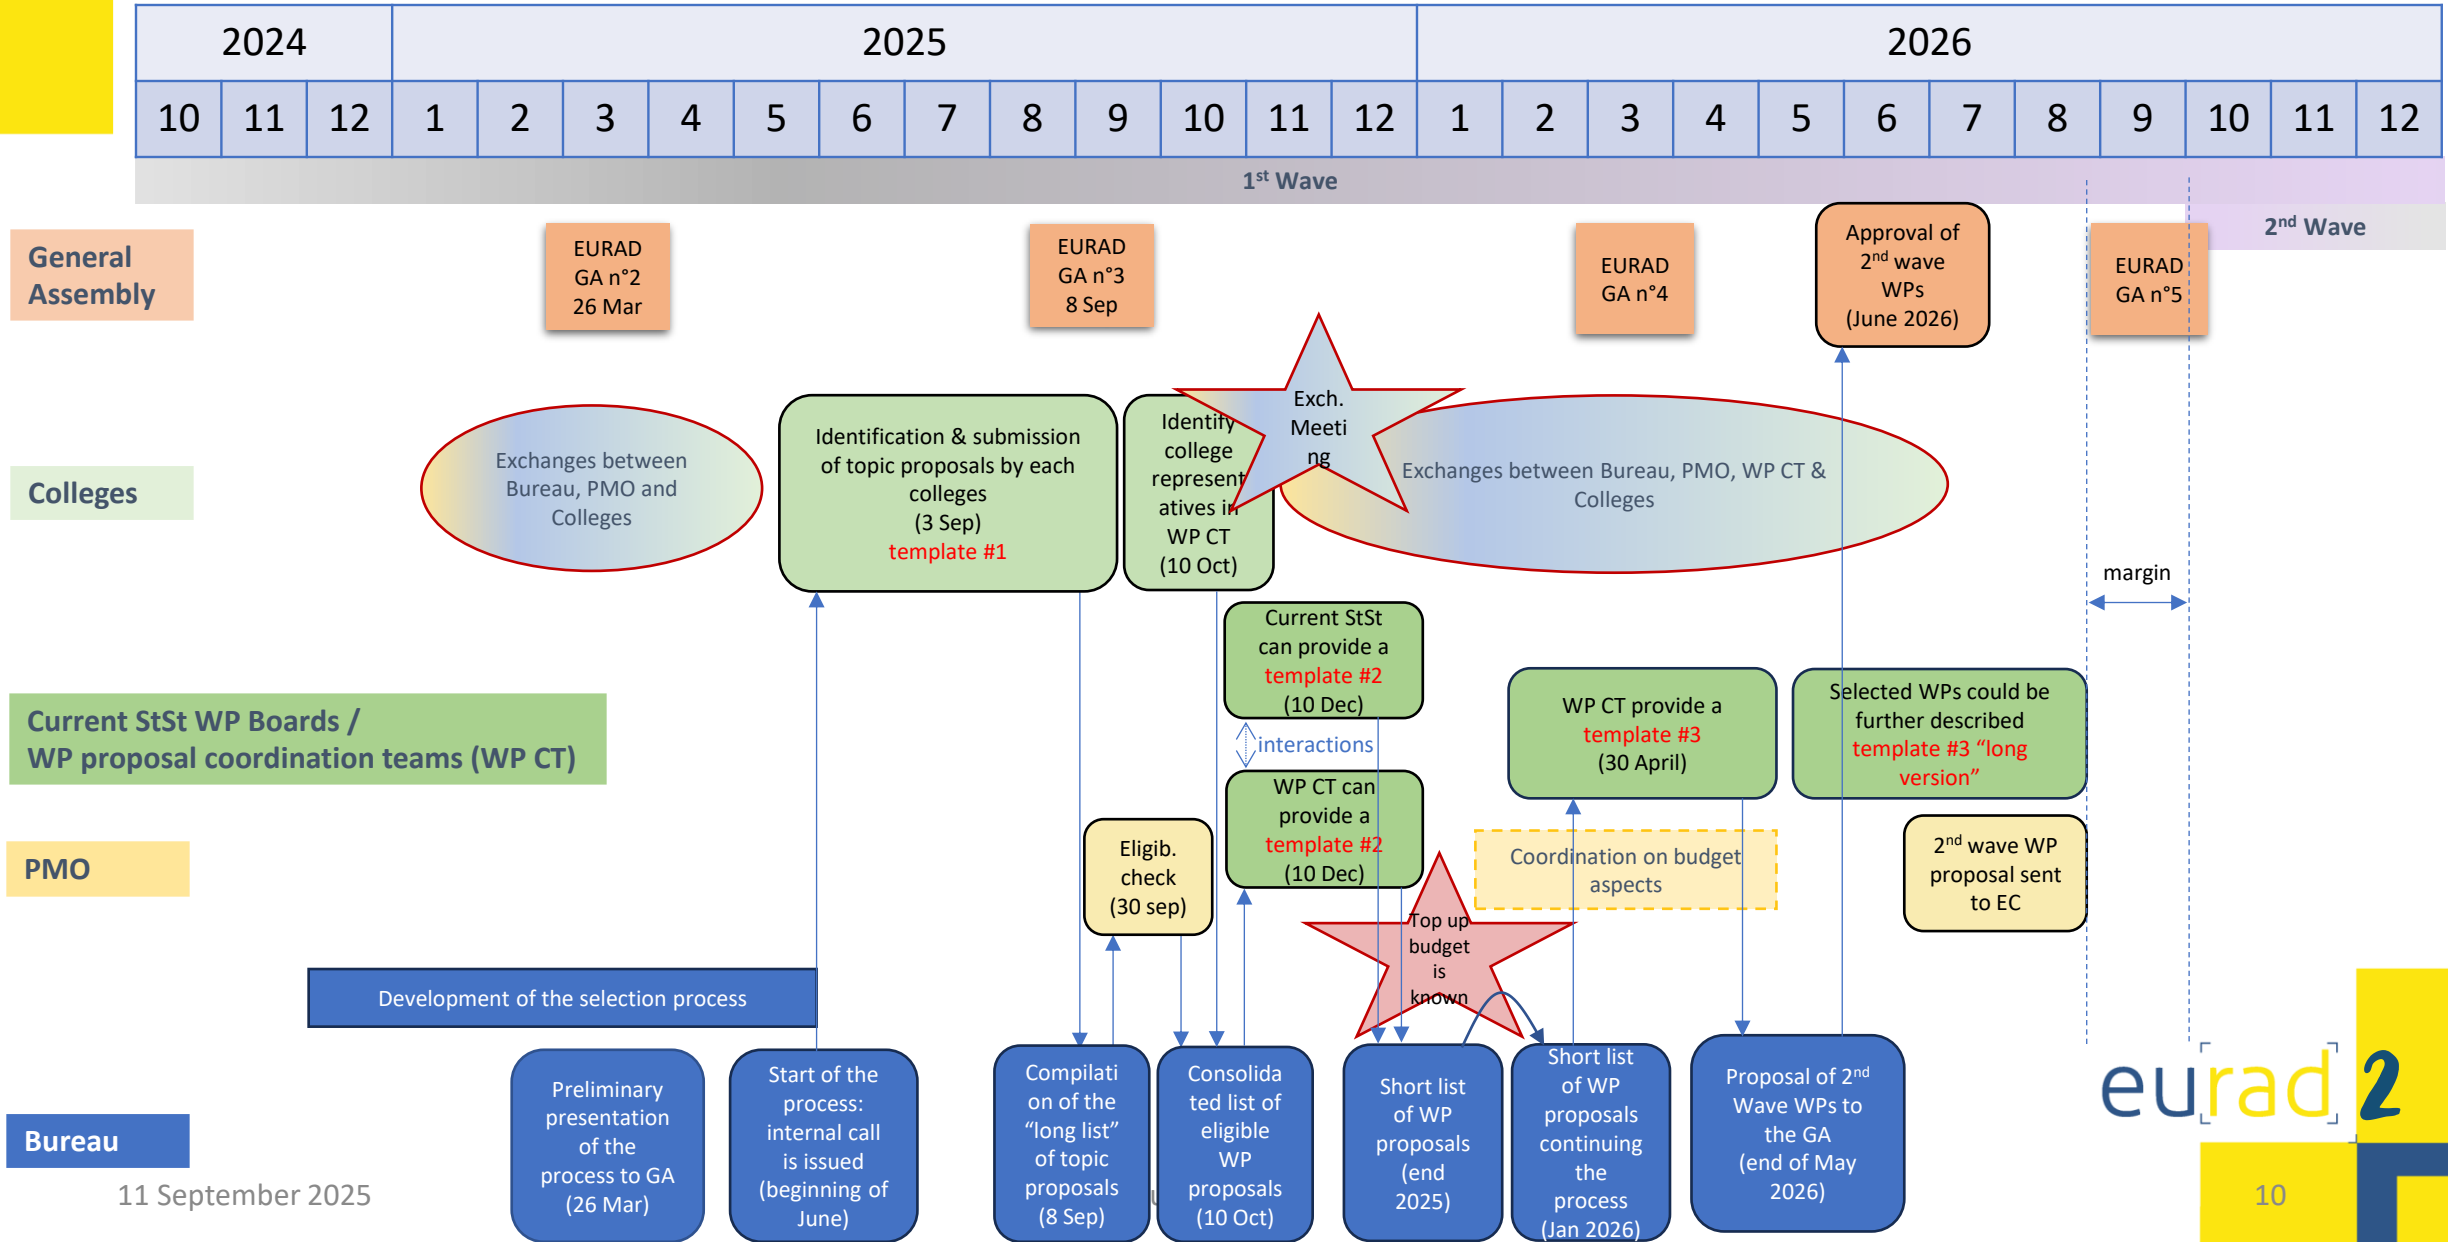 2024
2025
2026
10 11 12 1 2 3 4 5 6 7 8 9 10 11 12 1 2 3 4 5 6 7 8 9 10 11 12
1st Wave
2nd Wave
General
Assembly
EURAD
GA n°2
26 Mar
EURAD
GA n°3
8 Sep
EURAD
GA n°4
Approval of
2nd wave
WPs
(June 2026)
EURAD
GA n°5
Colleges
Exchanges between
Bureau, PMO and
Colleges
Identification & submission
of topic proposals by each
colleges
(3 Sep)
template #1
Identify
college
represent
atives in
WP CT
(10 Oct)
Exch.
Meeti
ng
Exchanges between Bureau, PMO, WP CT &
Colleges
margin
Current StSt WP Boards /
WP proposal coordination teams (WP CT)
Current StSt
can provide a
template #2
(10 Dec)
interactions
WP CT can
provide a
template #2
(10 Dec)
WP CT provide a
template #3
(30 April)
Selected WPs could be
further described
template #3 “long
version”
PMO
Eligib.
check
(30 sep)
Coordination on budget
aspects
2nd wave WP
proposal sent
to EC
Top up
budget
is
known
Development of the selection process
Bureau
Preliminary
presentation
of the
process to GA
(26 Mar)
Start of the
process:
internal call
is issued
(beginning of
June)
Compilati
on of the
“long list”
of topic
proposals
(8 Sep)
Consolida
ted list of
eligible
WP
proposals
(10 Oct)
Short list
of WP
proposals
(end
2025)
Short list
of WP
proposals
continuing
the
process
(Jan 2026)
Proposal of 2nd
Wave WPs to
the GA
(end of May
2026)
eurad 2
11 September 2025
10